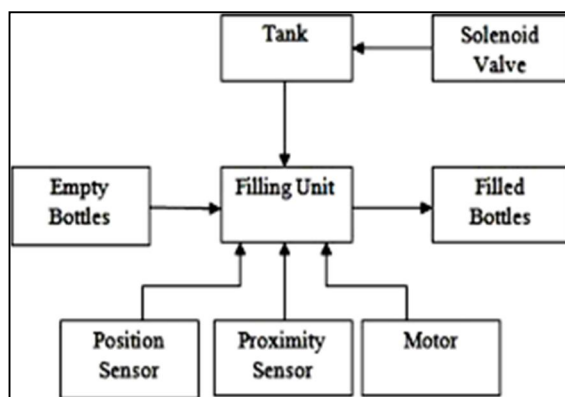 Tank
Solenoid
Valve
Empty
Bottles
Filling Unit
Filled
Bottles
Position
Sensor
Proximity
Sensor
Motor